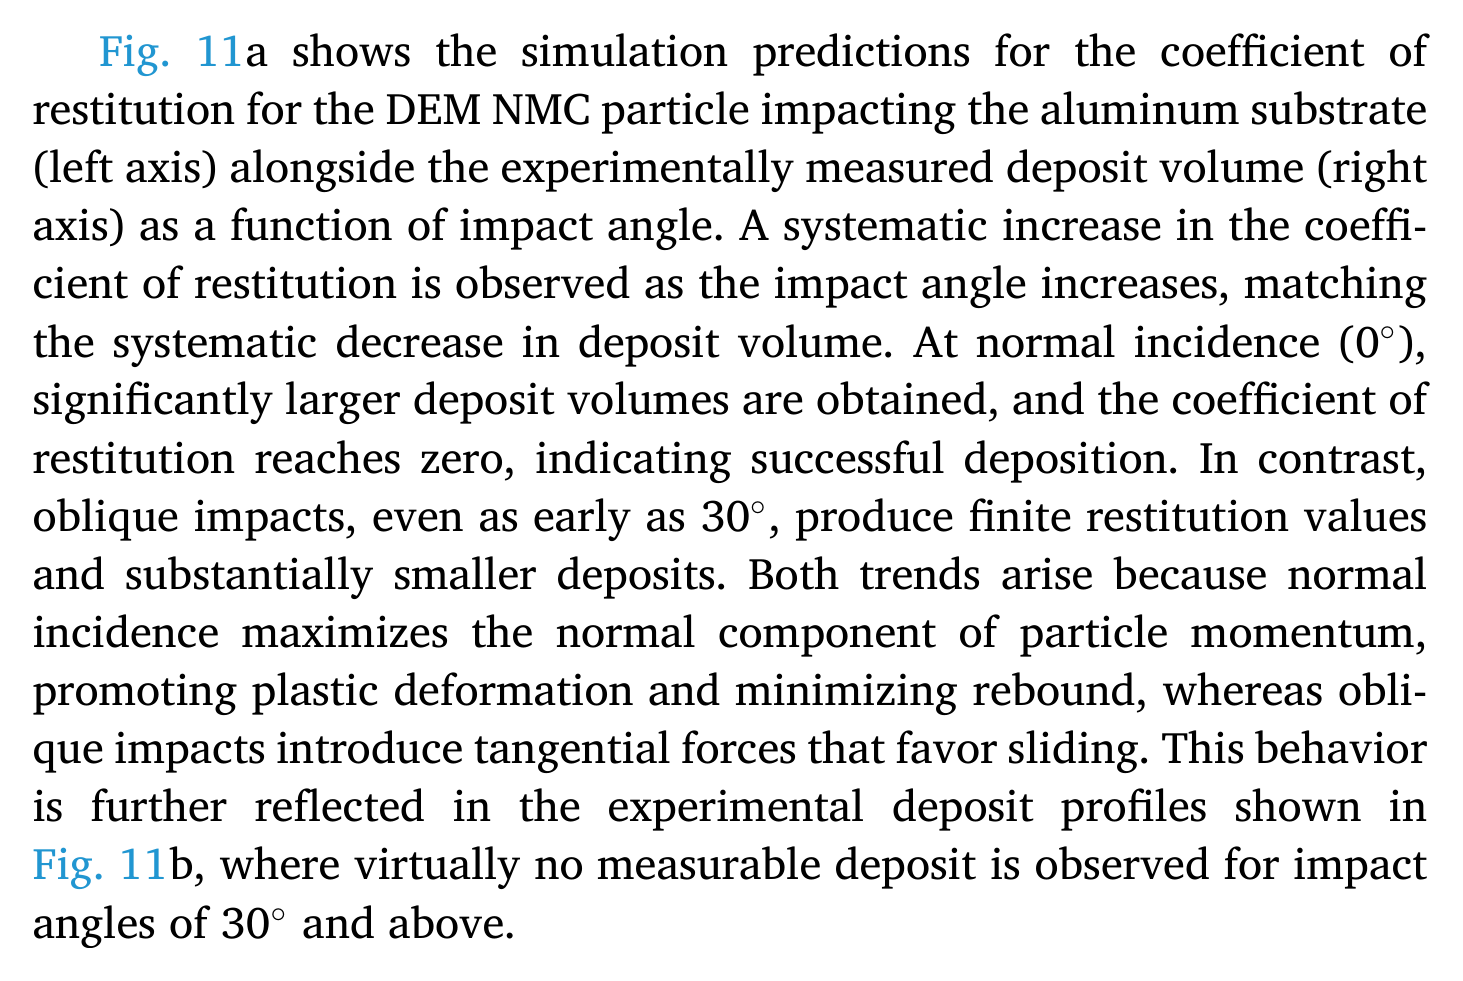 Fig. 11a shows the simulation predictions for the coefficient of
restitution for the DEM NMC particle impacting the aluminum substrate
(left axis) alongside the experimentally measured deposit volume (right
axis) as a function of impact angle. A systematic increase in the coeffi-
cient of restitution is observed as the impact angle increases, matching
the systematic decrease in deposit volume. At normal incidence (0°),
significantly larger deposit volumes are obtained, and the coefficient of
restitution reaches zero, indicating successful deposition. In contrast,
oblique impacts, even as early as 30°, produce finite restitution values
and substantially smaller deposits. Both trends arise because normal
incidence maximizes the normal component of particle momentum,
promoting plastic deformation and minimizing rebound, whereas obli-
que impacts introduce tangential forces that favor sliding. This behavior
is further reflected in the experimental deposit profiles shown in
Fig. 11b, where virtually no measurable deposit is observed for impact
angles of 30° and above.